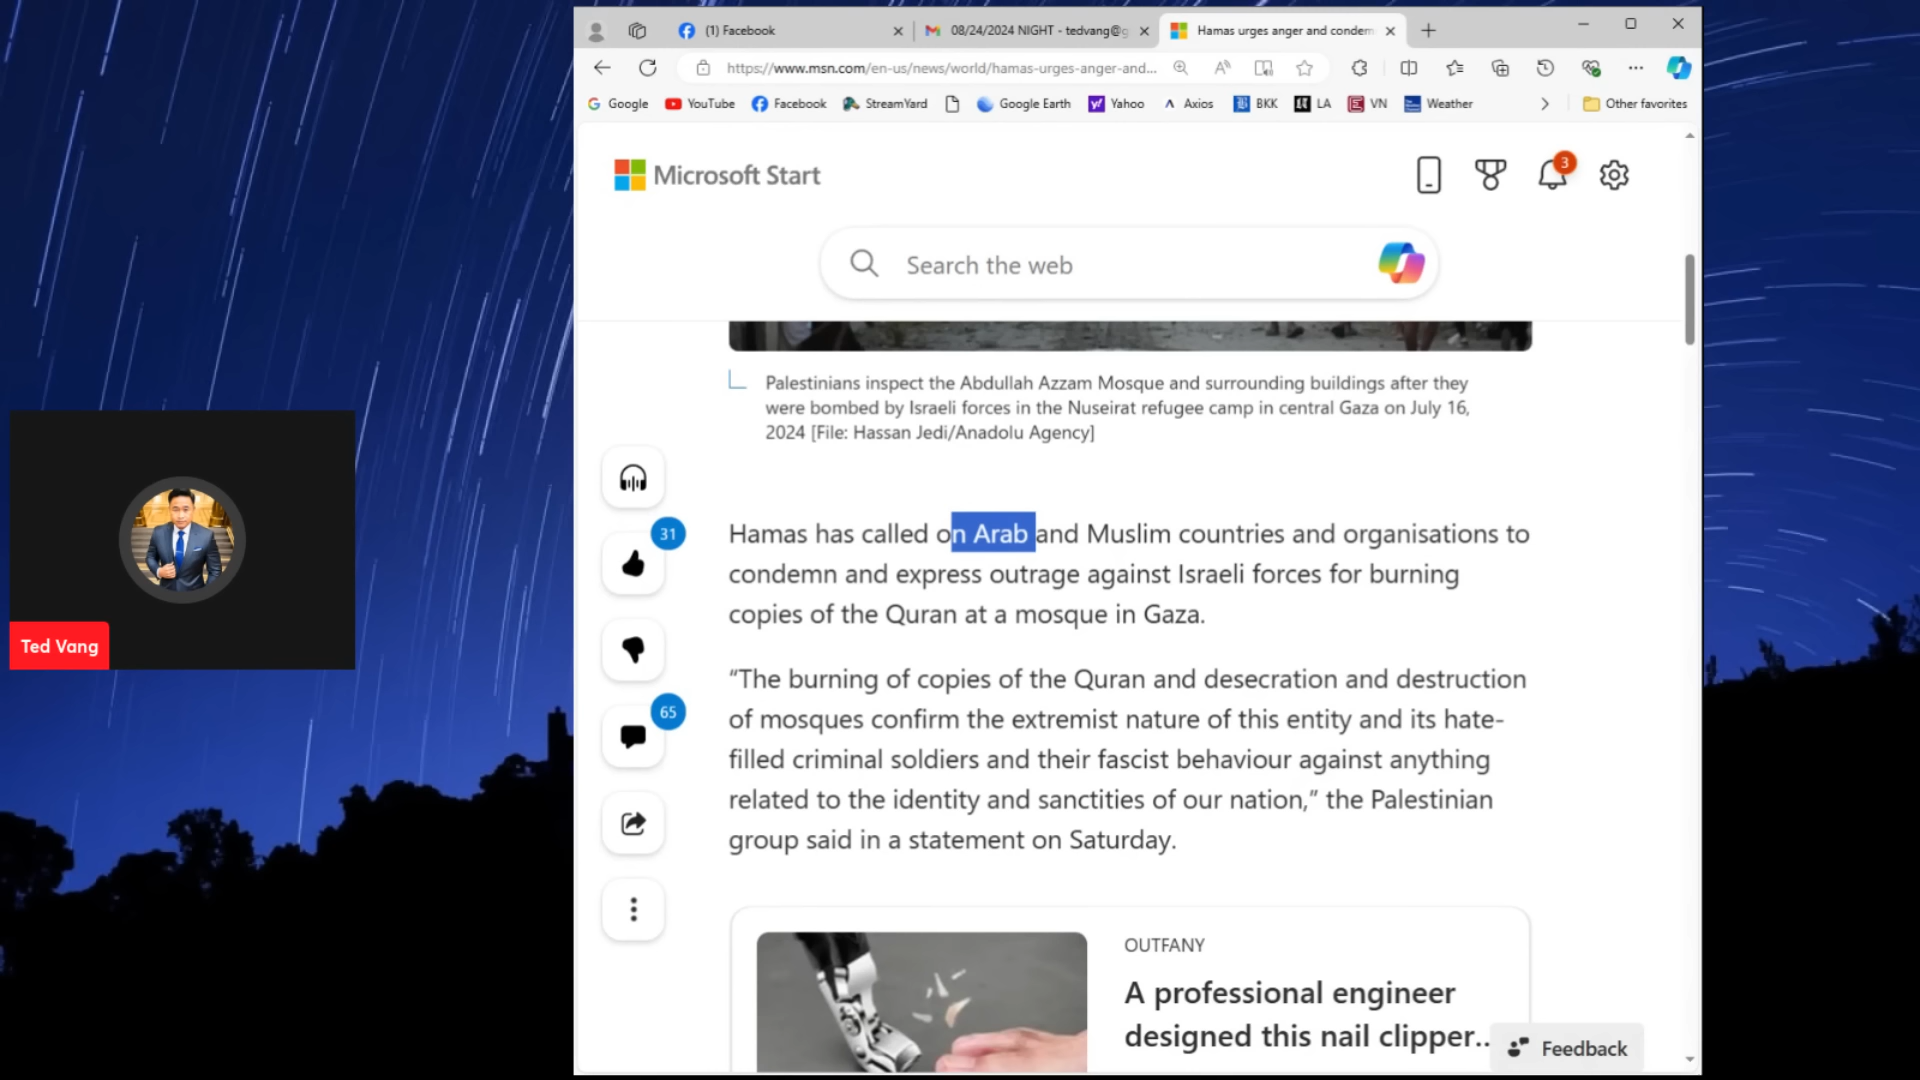 (1) Facebook
08/24/2024 NIGHT - tedvang@g
Hamas urges anger and condem
https://www.msn.com/en-us/news/world/hamas-urges-anger-and...
Google
YouTube
Facebook
StreamYard
Google Earth
Yahoo
Axios
BKK
LA
VN
Weather
Other favorites
Microsoft Start
3
Search the web
Palestinians inspect the Abdullah Azzam Mosque and surrounding buildings after they
were bombed by Israeli forces in the Nuseirat refugee camp in central Gaza on July 16,
2024 [File: Hassan Jedi/Anadolu Agency]
31
Hamas has called on Arab and Muslim countries and organisations to
condemn and express outrage against Israeli forces for burning
copies of the Quran at a mosque in Gaza.
Ted Vang
65
“The burning of copies of the Quran and desecration and destruction
of mosques confirm the extremist nature of this entity and its hate-
filled criminal soldiers and their fascist behaviour against anything
related to the identity and sanctities of our nation,” the Palestinian
group said in a statement on Saturday.
OUTFANY
A professional engineer
designed this nail clipper..
Feedback